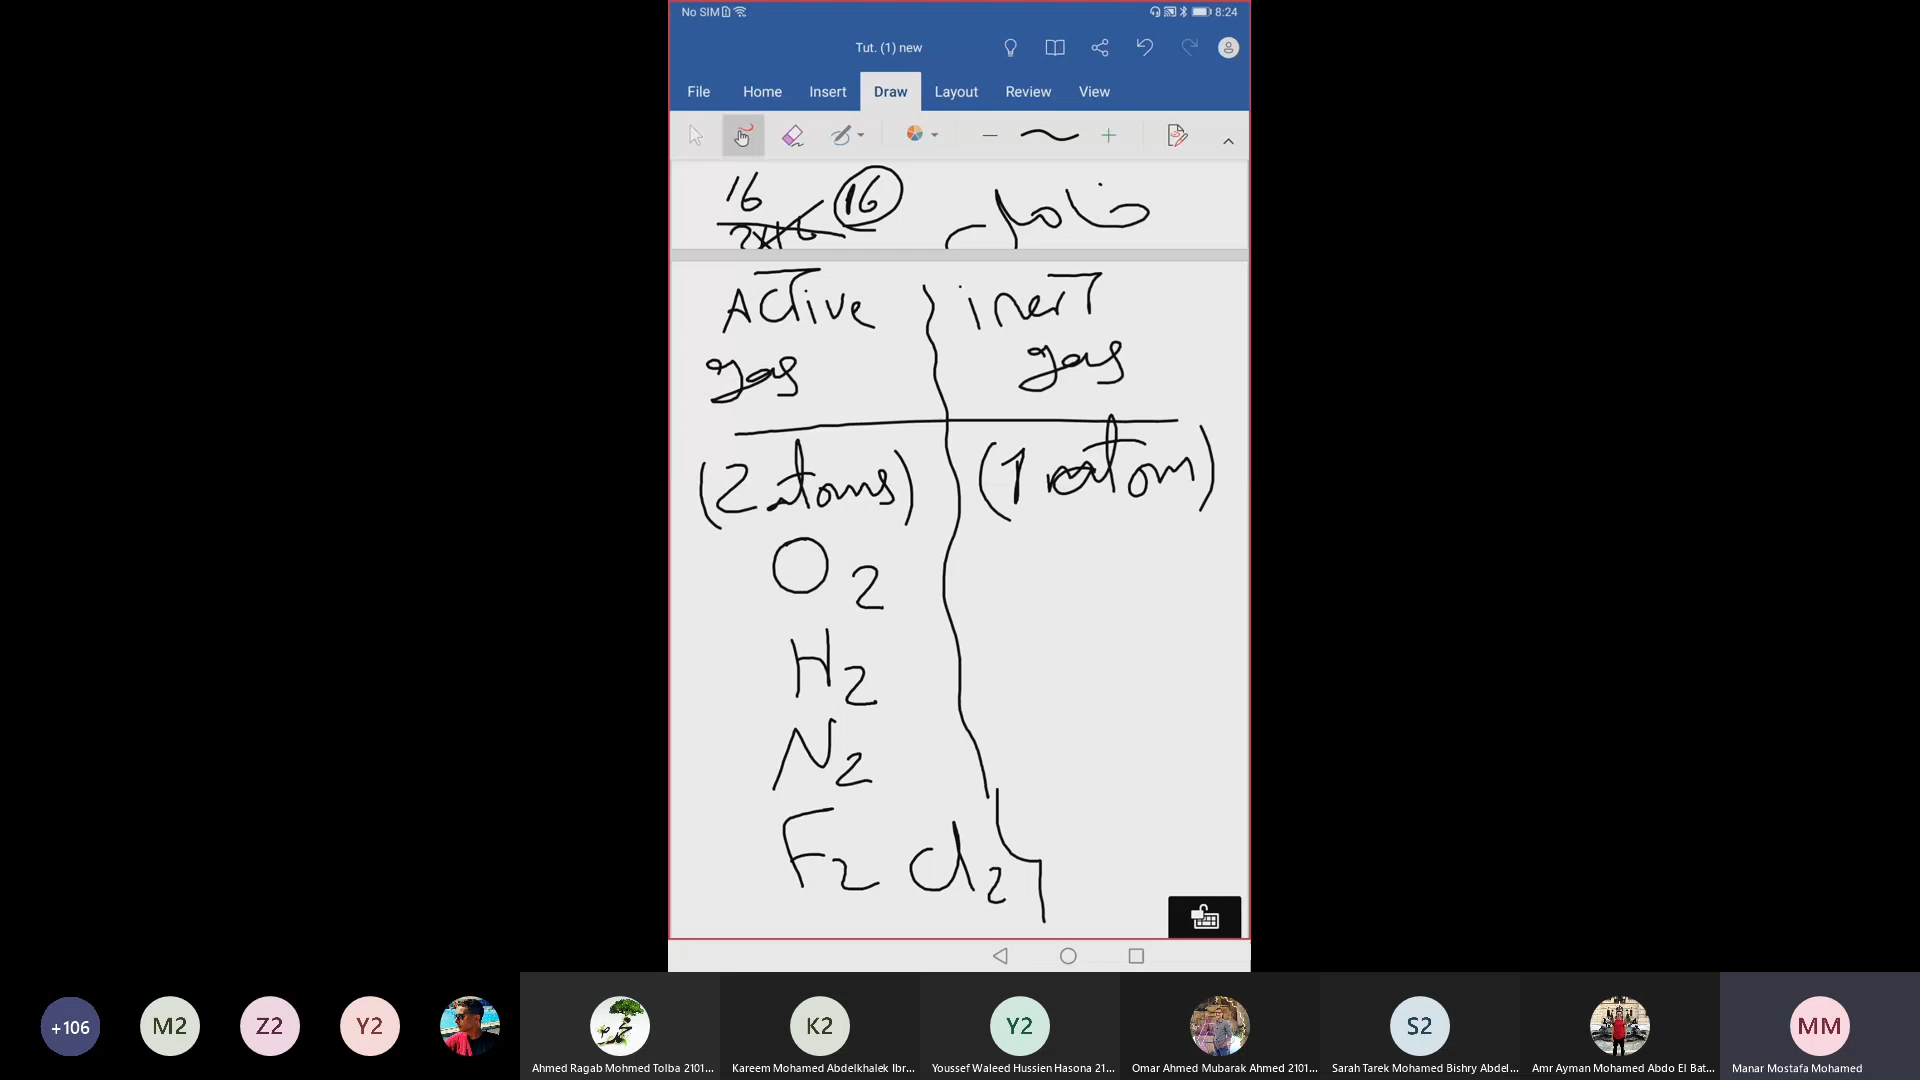 No SIM 8:24
Tut. (1) new
File Home Insert Draw Layout Review View
16 16
2x16
Active inert
gas gas
(2 atoms) (1 atom)
O2
H2
N2
F2 Cl2
+106 M2 Z2 Y2 K2 Y2 S2 MM
Ahmed Ragab Mohmed Tolba 2101... Kareem Mohamed Abdelkhalek Ibr... Youssef Waleed Hussien Hasona 21... Omar Ahmed Mubarak Ahmed 2101... Sarah Tarek Mohamed Bishry Abdel... Amr Ayman Mohamed Abdo El Bat... Manar Mostafa Mohamed